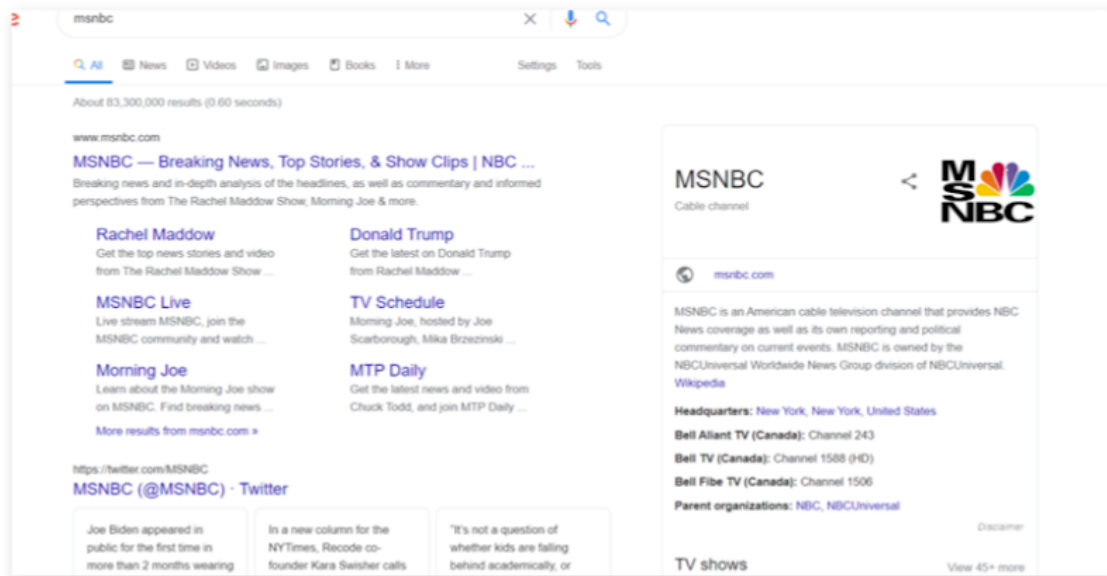 msnbc
All News Videos Images Books More Settings Tools
About 83,300,000 results (0.60 seconds)
www.msnbc.com
MSNBC — Breaking News, Top Stories, & Show Clips | NBC ...
Breaking news and in-depth analysis of the headlines, as well as commentary and informed
perspectives from The Rachel Maddow Show, Morning Joe & more.
Rachel Maddow
Get the top news stories and video
from The Rachel Maddow Show ...
Donald Trump
Get the latest on Donald Trump
from Rachel Maddow ...
MSNBC Live
Live stream MSNBC, join the
MSNBC community and watch ...
TV Schedule
Morning Joe, hosted by Joe
Scarborough, Mika Brzezinski ...
Morning Joe
Learn about the Morning Joe show
on MSNBC. Find breaking news ...
MTP Daily
Get the latest news and video from
Chuck Todd, and join MTP Daily ...
More results from msnbc.com »
https://twitter.com/MSNBC
MSNBC (@MSNBC) · Twitter
Joe Biden appeared in
public for the first time in
more than 2 months wearing
In a new column for the
NYTimes, Recode co-
founder Kara Swisher calls
"It's not a question of
whether kids are falling
behind academically, or
MSNBC
Cable channel
MSNBC
msnbc.com
MSNBC is an American cable television channel that provides NBC
News coverage as well as its own reporting and political
commentary on current events. MSNBC is owned by the
NBCUniversal Worldwide News Group division of NBCUniversal.
Wikipedia
Headquarters: New York, New York, United States
Bell Aliant TV (Canada): Channel 243
Bell TV (Canada): Channel 1588 (HD)
Bell Fibe TV (Canada): Channel 1506
Parent organizations: NBC, NBCUniversal
Disclaimer
TV shows
View 45+ more